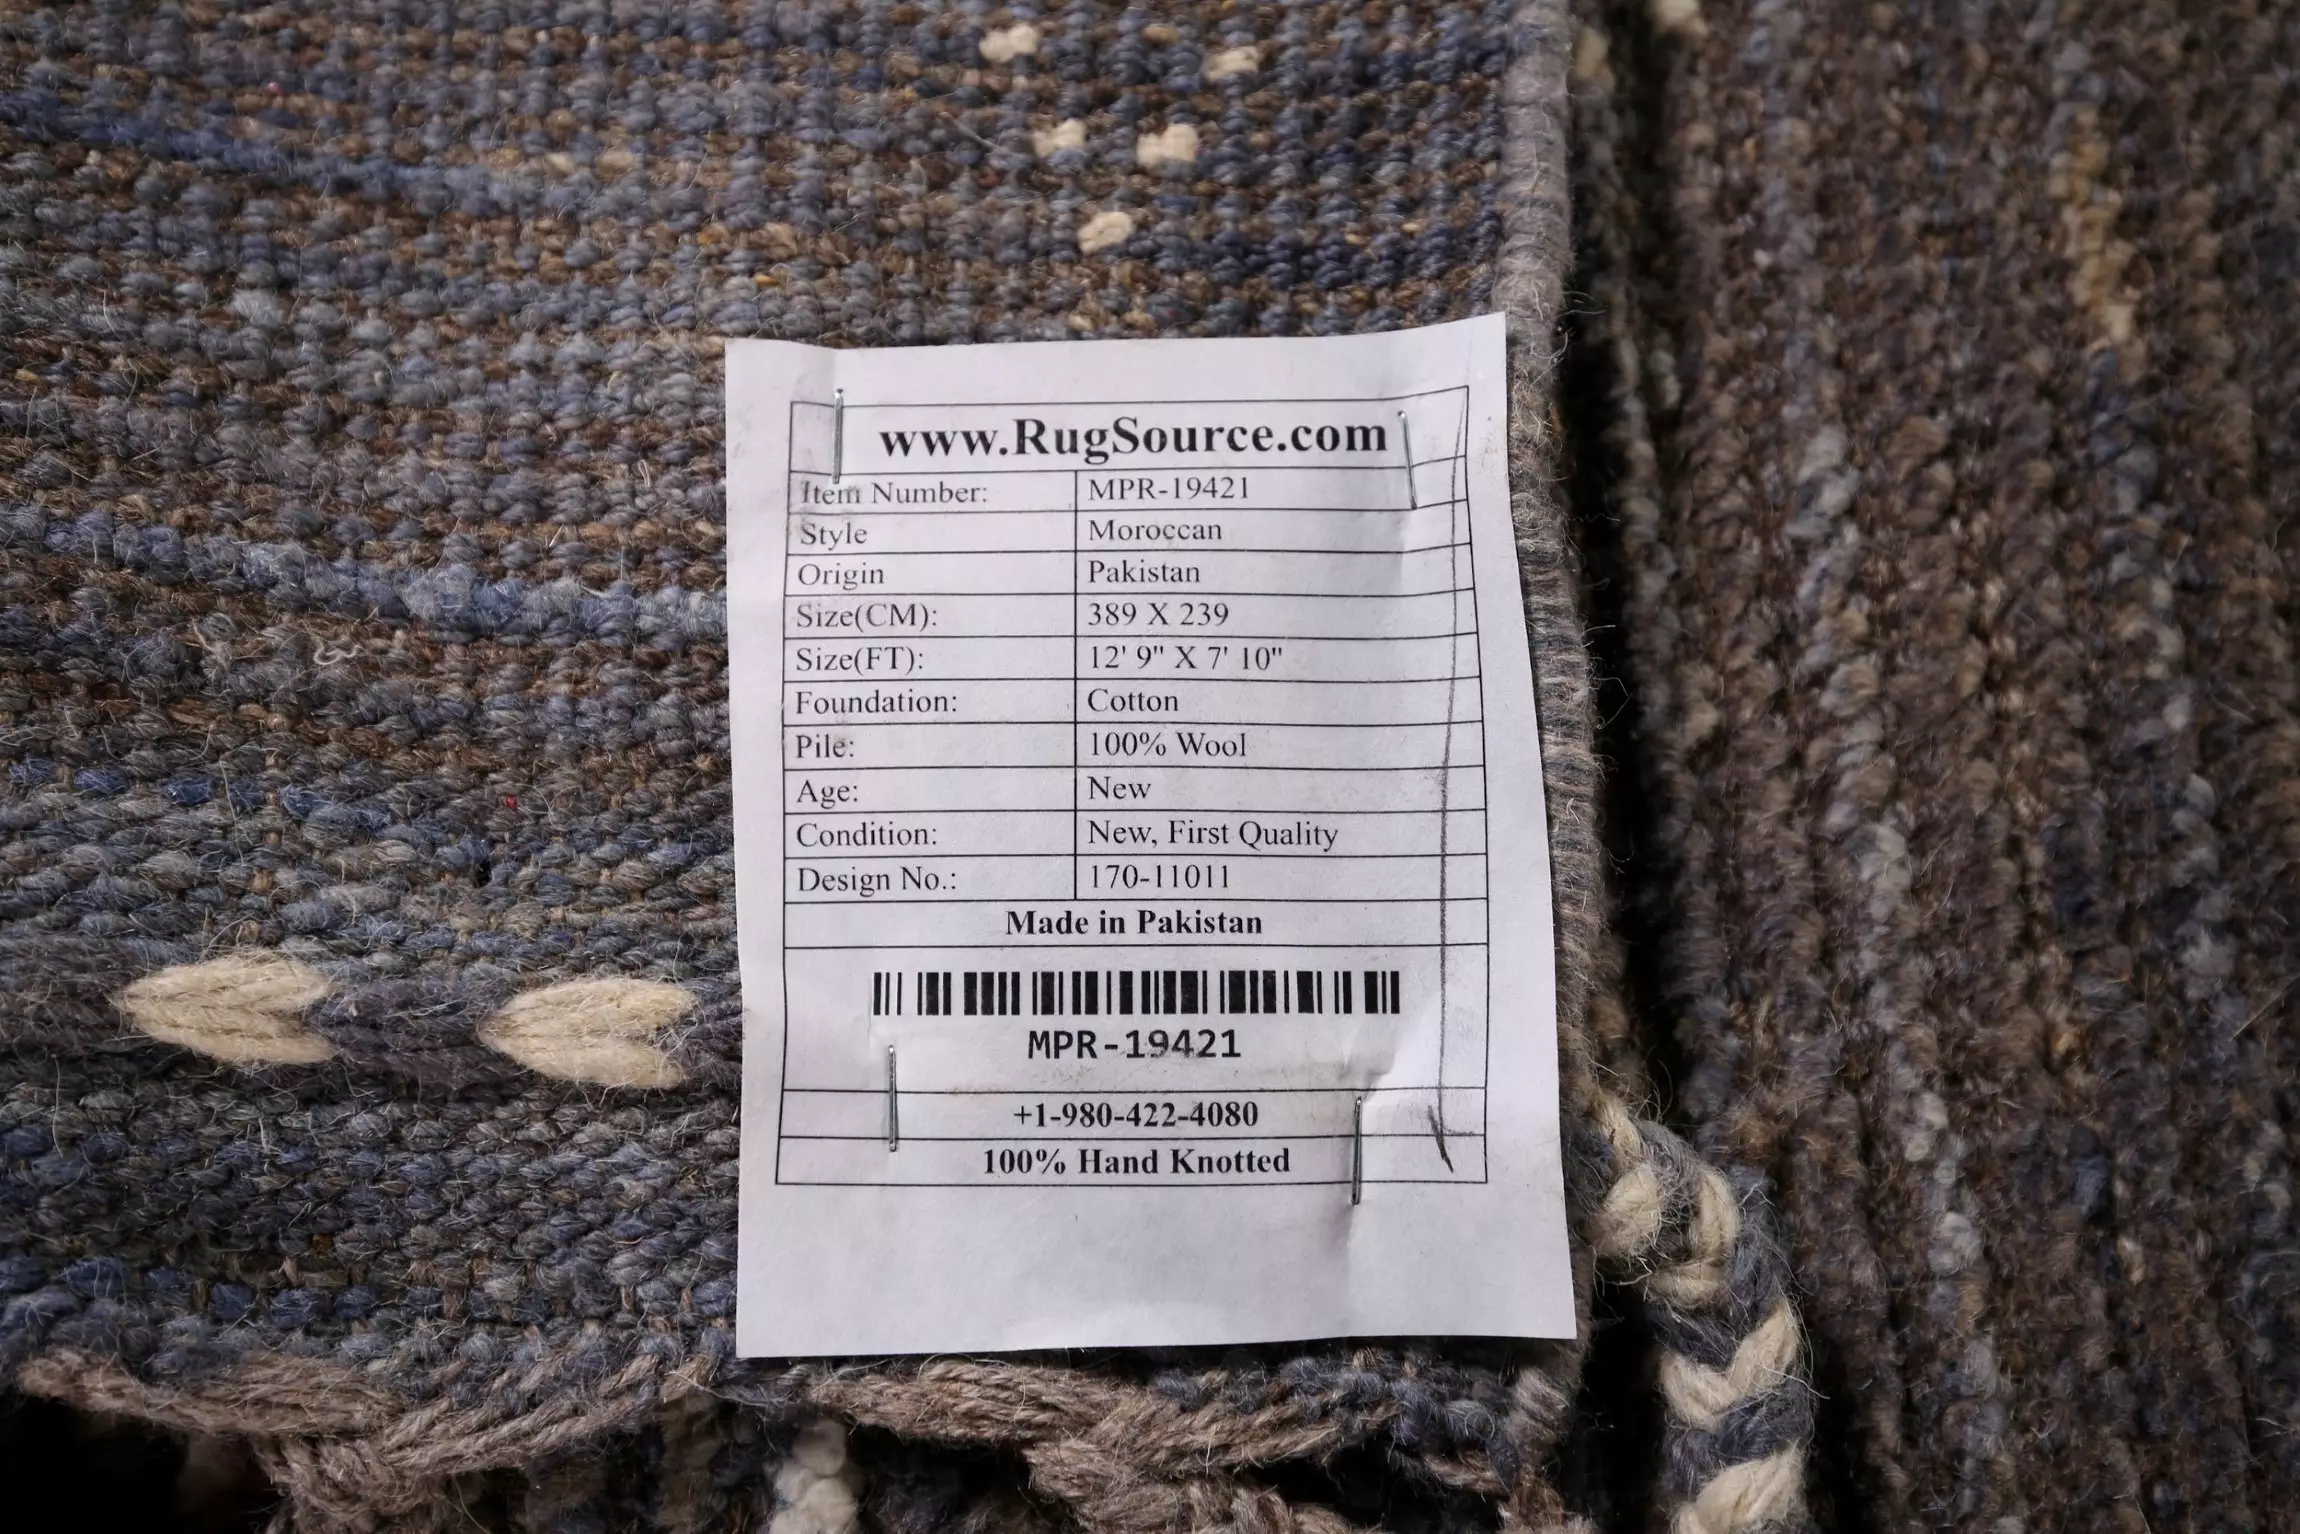 www.RugSource.com
Item Number: MPR-19421
Style Moroccan
Origin Pakistan
Size(CM): 389 X 239
Size(FT): 12' 9" X 7' 10"
Foundation: Cotton
Pile: 100% Wool
Age: New
Condition: New, First Quality
Design No.: 170-11011
Made in Pakistan
MPR-19421
+1-980-422-4080
100% Hand Knotted